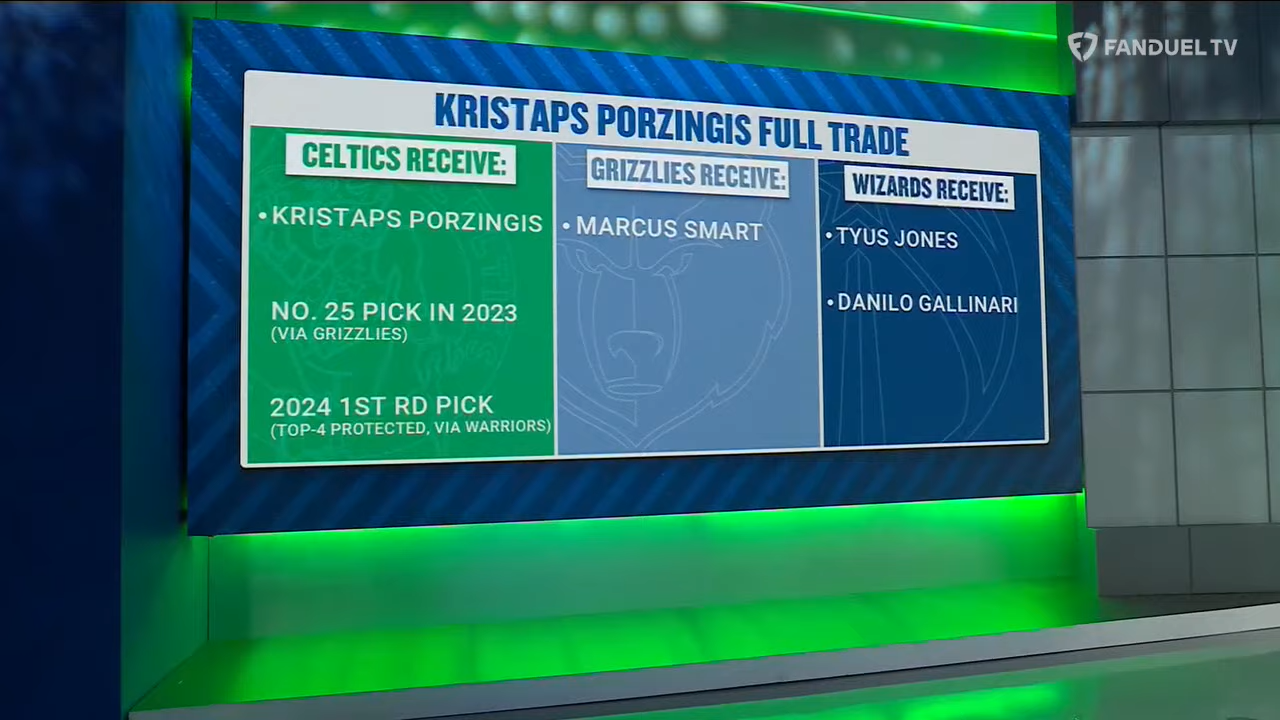 FANDUEL TV
KRISTAPS PORZINGIS FULL TRADE
CELTICS RECEIVE:
• KRISTAPS PORZINGIS
NO. 25 PICK IN 2023
(VIA GRIZZLIES)
2024 1ST RD PICK
(TOP-4 PROTECTED, VIA WARRIORS)
GRIZZLIES RECEIVE:
• MARCUS SMART
WIZARDS RECEIVE:
• TYUS JONES
• DANILO GALLINARI